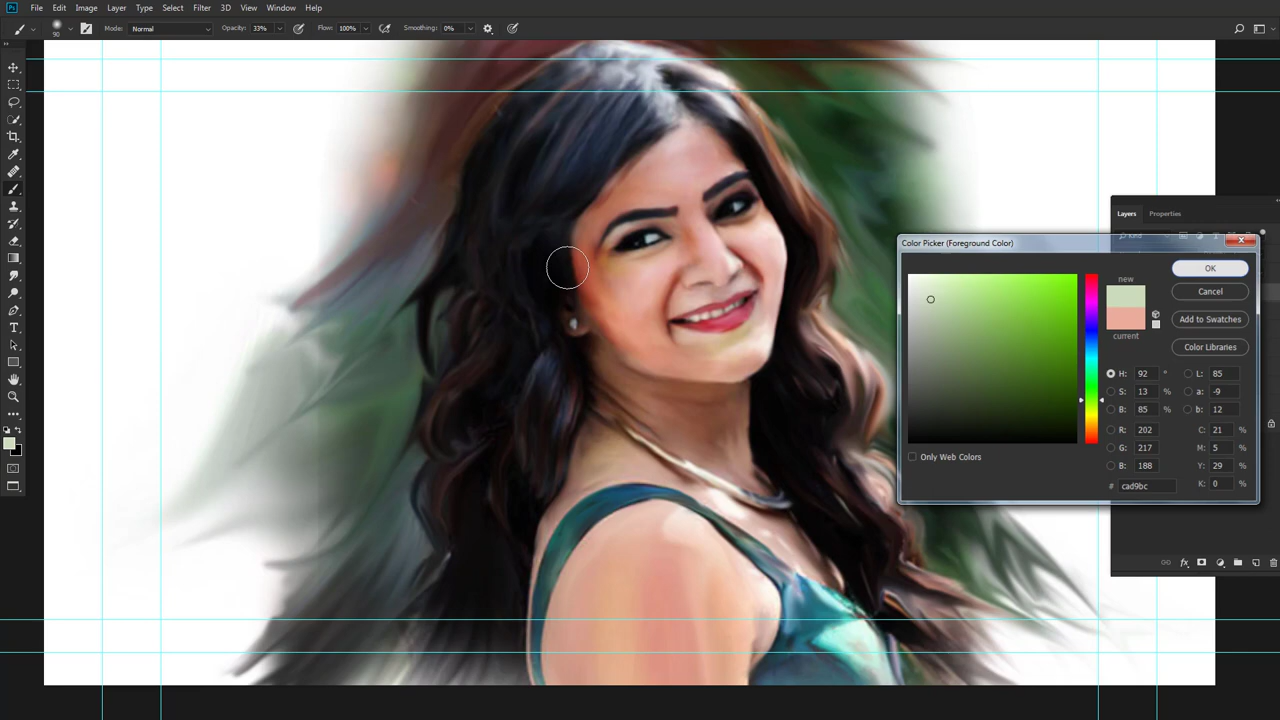 Ps File Edit Image Layer Type Select Filter 3D View Window Help
90 Mode: Normal Opacity: 33% Flow: 100% Smoothing: 0%
Layers Properties
Color Picker (Foreground Color)
new
current
OK
Cancel
Add to Swatches
Color Libraries
H: 92 ° L: 85
S: 13 % a: -9
B: 85 % b: 12
R: 202 C: 21 %
G: 217 M: 5 %
B: 188 Y: 29 %
# cad9bc K: 0 %
Only Web Colors